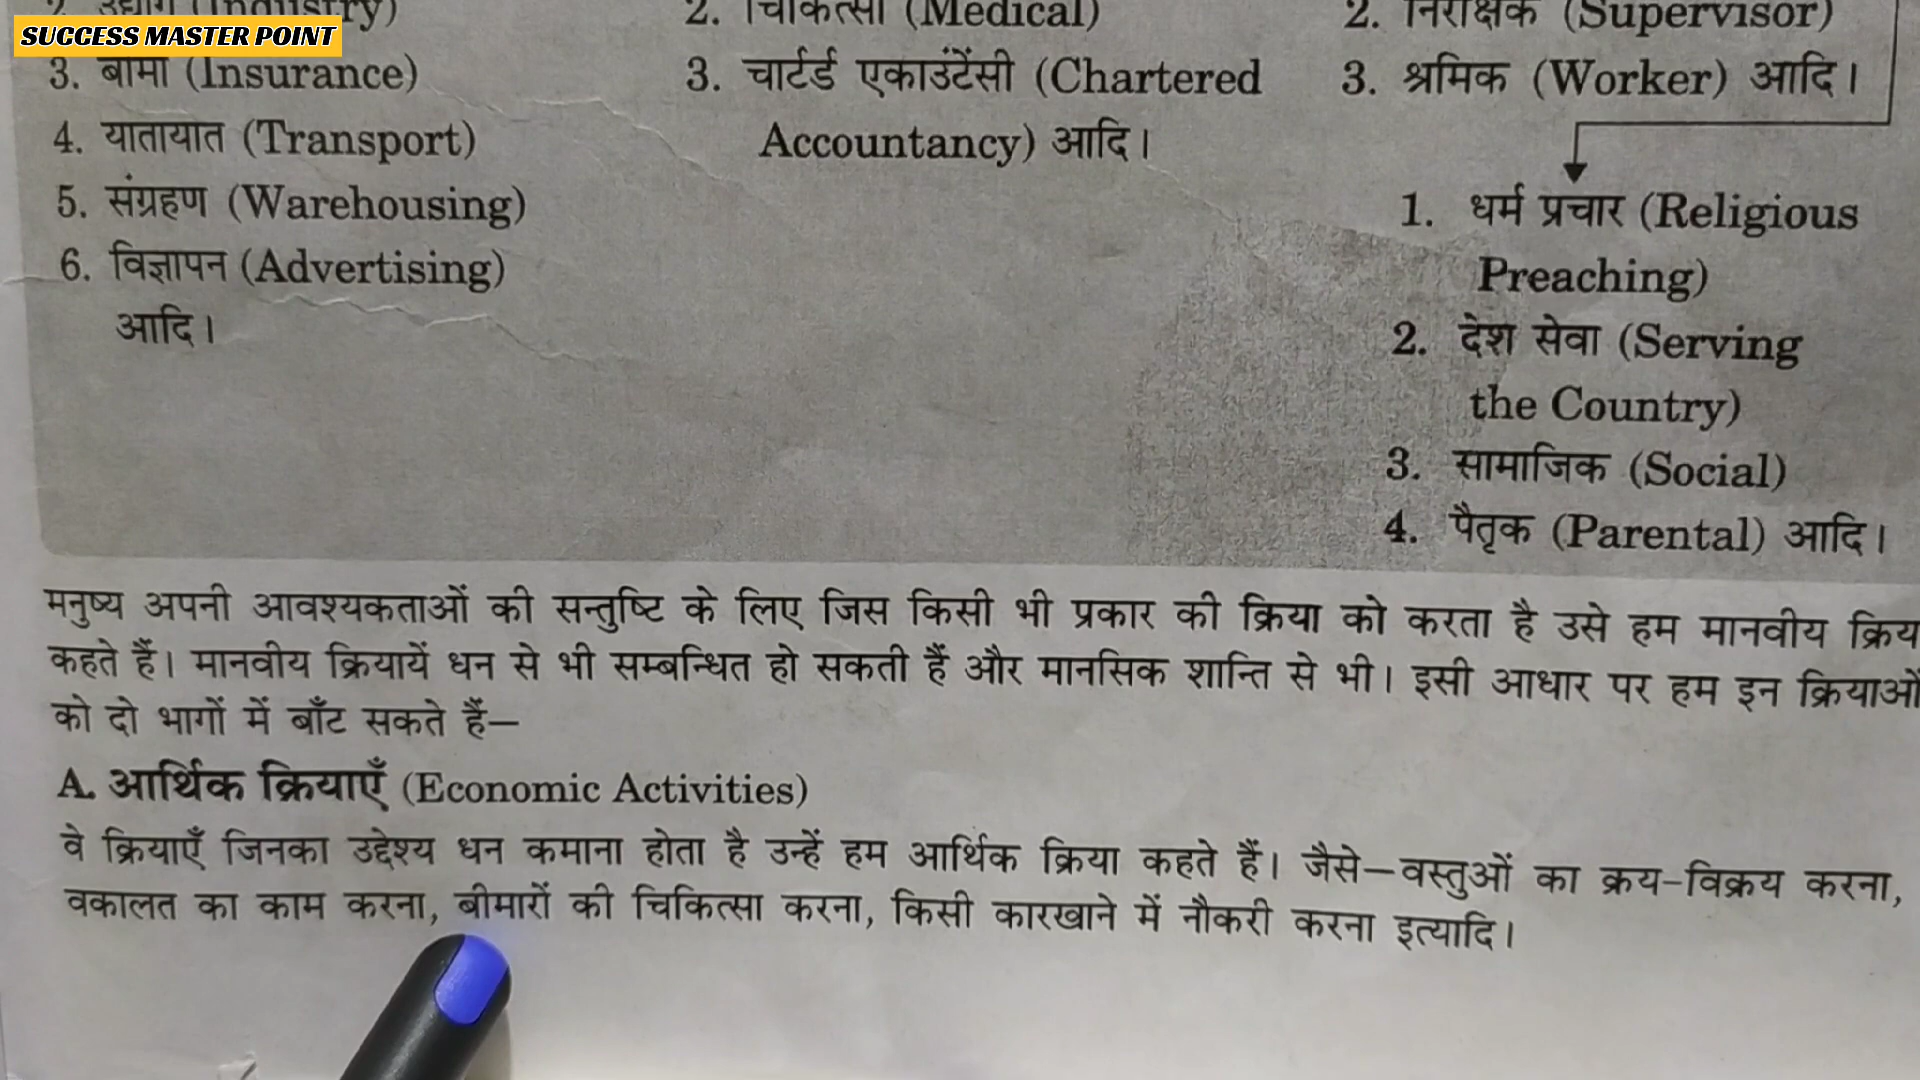 SUCCESS MASTER POINT
2. उद्योग (Industry)
3. बीमा (Insurance)
4. यातायात (Transport)
5. संग्रहण (Warehousing)
6. विज्ञापन (Advertising)
आदि।
2. चिकित्सा (Medical)
3. चार्टर्ड एकाउंटेंसी (Chartered
Accountancy) आदि।
2. निरीक्षक (Supervisor)
3. श्रमिक (Worker) आदि।
1. धर्म प्रचार (Religious
Preaching)
2. देश सेवा (Serving
the Country)
3. सामाजिक (Social)
4. पैतृक (Parental) आदि।
मनुष्य अपनी आवश्यकताओं की सन्तुष्टि के लिए जिस किसी भी प्रकार की क्रिया को करता है उसे हम मानवीय क्रिय
कहते हैं। मानवीय क्रियायें धन से भी सम्बन्धित हो सकती हैं और मानसिक शान्ति से भी। इसी आधार पर हम इन क्रियाओं
को दो भागों में बाँट सकते हैं—
A. आर्थिक क्रियाएँ (Economic Activities)
वे क्रियाएँ जिनका उद्देश्य धन कमाना होता है उन्हें हम आर्थिक क्रिया कहते हैं। जैसे—वस्तुओं का क्रय-विक्रय करना,
वकालत का काम करना, बीमारों की चिकित्सा करना, किसी कारखाने में नौकरी करना इत्यादि।